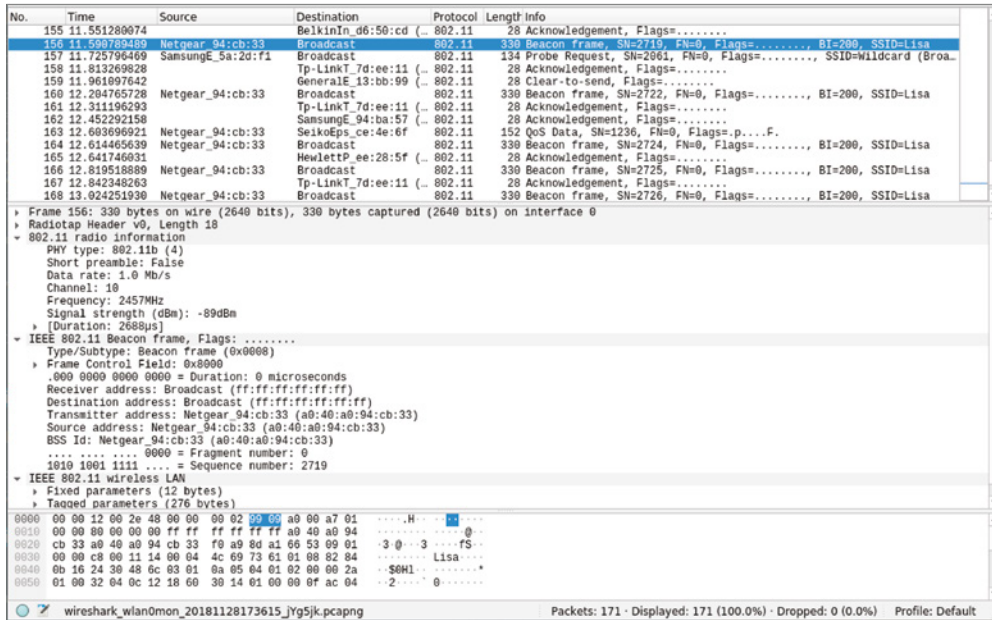 No. Time Source Destination Protocol Length Info
155 11.551280074 BelkinIn_d6:50:cd (… 802.11 28 Acknowledgement, Flags=........
156 11.590789489 Netgear_94:cb:33 Broadcast 802.11 330 Beacon frame, SN=2719, FN=0, Flags=........, BI=200, SSID=Lisa
157 11.725796469 SamsungE_5a:2d:f1 Broadcast 802.11 134 Probe Request, SN=2061, FN=0, Flags=........, SSID=Wildcard (Broa…
158 11.813269828 Tp-LinkT_7d:ee:11 (… 802.11 28 Acknowledgement, Flags=........
159 11.961097642 GeneralE_13:bb:99 (… 802.11 28 Clear-to-send, Flags=........
160 12.204765728 Netgear_94:cb:33 Broadcast 802.11 330 Beacon frame, SN=2722, FN=0, Flags=........, BI=200, SSID=Lisa
161 12.311196293 Tp-LinkT_7d:ee:11 (… 802.11 28 Acknowledgement, Flags=........
162 12.452292158 SamsungE_94:ba:57 (… 802.11 28 Acknowledgement, Flags=........
163 12.603696921 Netgear_94:cb:33 SeikoEps_ce:4e:6f 802.11 152 QoS Data, SN=1236, FN=0, Flags=.p....F.
164 12.614465639 Netgear_94:cb:33 Broadcast 802.11 330 Beacon frame, SN=2724, FN=0, Flags=........, BI=200, SSID=Lisa
165 12.641746031 HewlettP_ee:28:5f (… 802.11 28 Acknowledgement, Flags=........
166 12.819518889 Netgear_94:cb:33 Broadcast 802.11 330 Beacon frame, SN=2725, FN=0, Flags=........, BI=200, SSID=Lisa
167 12.842348263 Tp-LinkT_7d:ee:11 (… 802.11 28 Acknowledgement, Flags=........
168 13.024251930 Netgear_94:cb:33 Broadcast 802.11 330 Beacon frame, SN=2726, FN=0, Flags=........, BI=200, SSID=Lisa
Frame 156: 330 bytes on wire (2640 bits), 330 bytes captured (2640 bits) on interface 0
Radiotap Header v0, Length 18
802.11 radio information
PHY type: 802.11b (4)
Short preamble: False
Data rate: 1.0 Mb/s
Channel: 10
Frequency: 2457MHz
Signal strength (dBm): -89dBm
[Duration: 2688µs]
IEEE 802.11 Beacon frame, Flags: ........
Type/Subtype: Beacon frame (0x0008)
Frame Control Field: 0x8000
.000 0000 0000 0000 = Duration: 0 microseconds
Receiver address: Broadcast (ff:ff:ff:ff:ff:ff)
Destination address: Broadcast (ff:ff:ff:ff:ff:ff)
Transmitter address: Netgear_94:cb:33 (a0:40:a0:94:cb:33)
Source address: Netgear_94:cb:33 (a0:40:a0:94:cb:33)
BSS Id: Netgear_94:cb:33 (a0:40:a0:94:cb:33)
.... .... .... 0000 = Fragment number: 0
1010 1001 1111 .... = Sequence number: 2719
IEEE 802.11 wireless LAN
Fixed parameters (12 bytes)
Tagged parameters (276 bytes)
0000 00 00 12 00 2e 48 00 00 00 02 99 09 a0 00 a7 01 ·····.H·· ·······
0010 00 00 80 00 00 00 ff ff ff ff ff ff a0 40 a0 94 ········ ·····@··
0020 cb 33 a0 40 a0 94 cb 33 f0 a9 8d a1 66 53 09 01 ·3·@···3 ····fS··
0030 00 00 c8 00 11 14 00 04 4c 69 73 61 01 08 82 84 ········ Lisa····
0040 0b 16 24 30 48 6c 03 01 0a 05 04 01 02 00 00 2a ··$0Hl·· ·······*
0050 01 00 32 04 0c 12 18 60 30 14 01 00 00 0f ac 04 ··2····` 0·······
wireshark_wlan0mon_20181128173615_jYg5jk.pcapng Packets: 171 · Displayed: 171 (100.0%) · Dropped: 0 (0.0%) Profile: Default